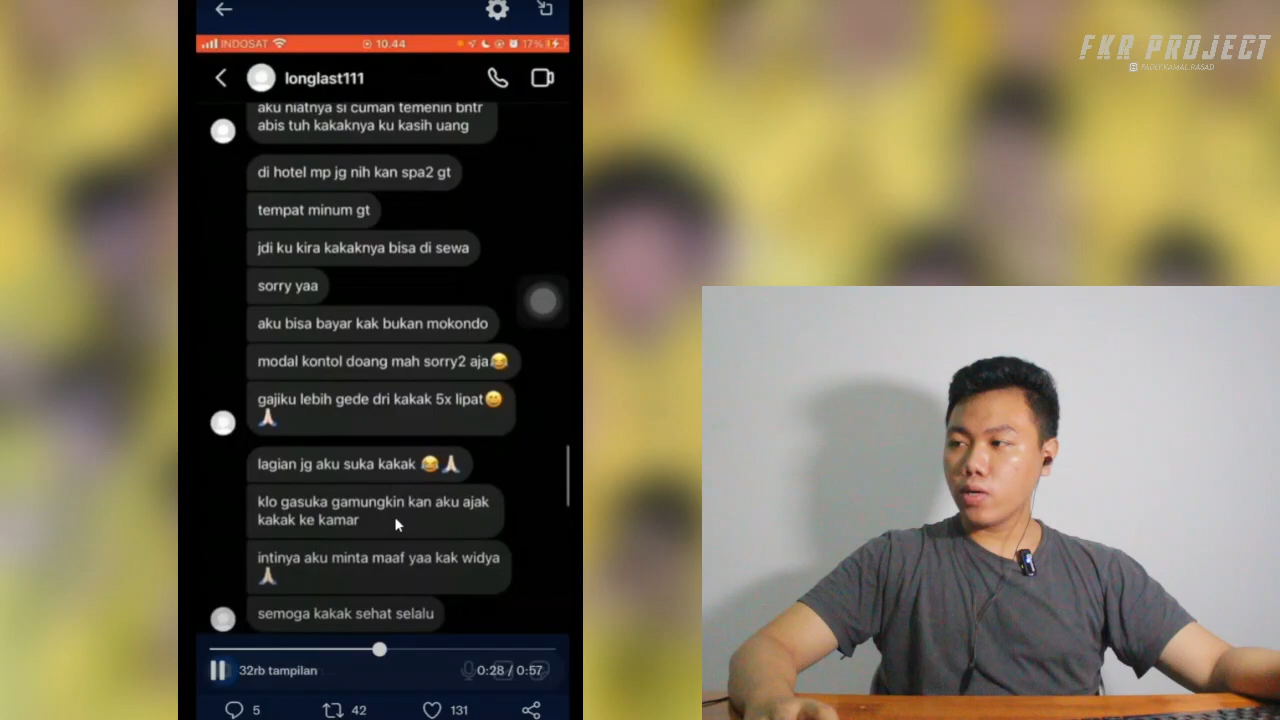 FKR PROJECT
INDOSAT
10.44
17%
longlast111
aku niatnya si cuman temenin bntr
abis tuh kakaknya ku kasih uang
di hotel mp jg nih kan spa2 gt
tempat minum gt
jdi ku kira kakaknya bisa di sewa
sorry yaa
aku bisa bayar kak bukan mokondo
modal kontol doang mah sorry2 aja😂
gajiku lebih gede dri kakak 5x lipat😄
🙏🏻
lagian jg aku suka kakak 😂🙏🏻
klo gasuka gamungkin kan aku ajak
kakak ke kamar
intinya aku minta maaf yaa kak widya
🙏🏻
semoga kakak sehat selalu
32rb tampilan
0:28 / 0:57
5
42
131